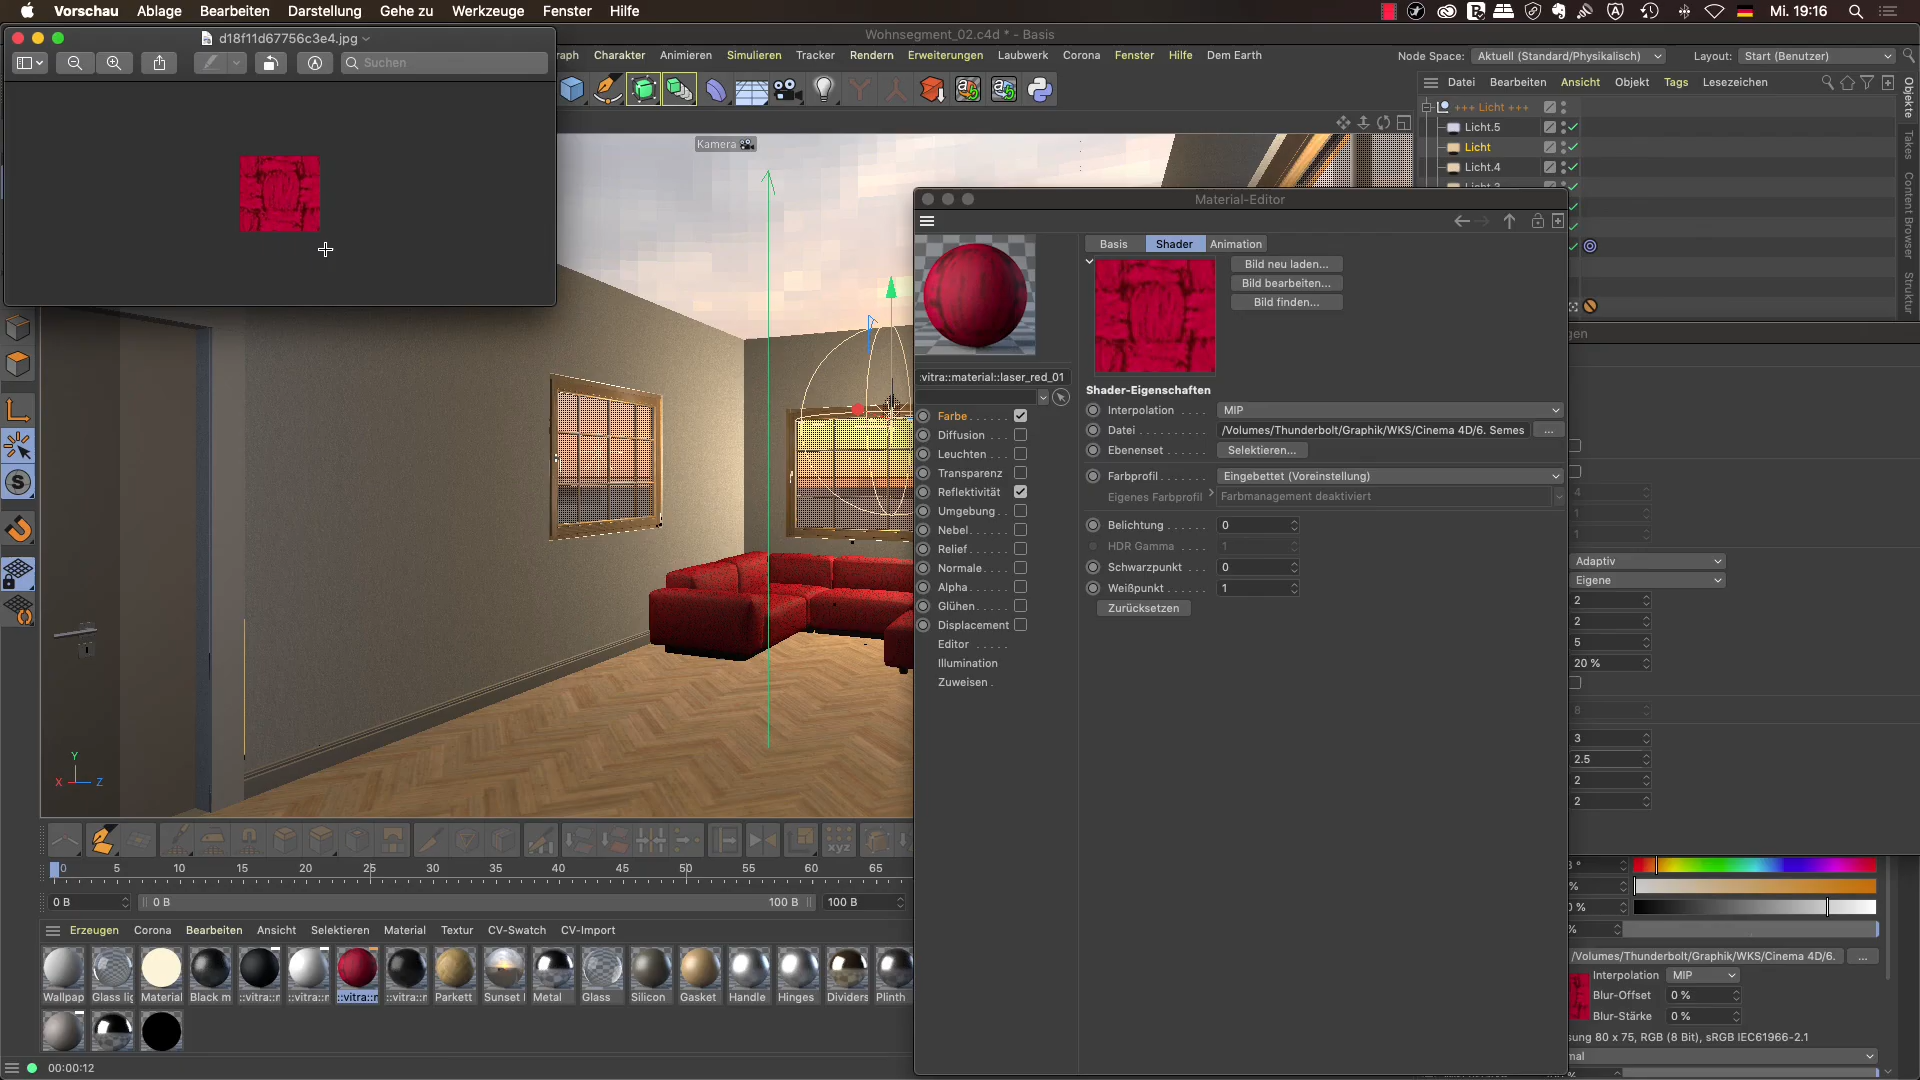 Vorschau Ablage Bearbeiten Darstellung Gehe zu Werkzeuge Fenster Hilfe
Mi. 19:16
d18f11d67756c3e4.jpg
Suchen
Wohnsegment_02.c4d * - Basis
raph Charakter Animieren Simulieren Tracker Rendern Erweiterungen Laubwerk Corona Fenster Hilfe Dem Earth
Node Space: Aktuell (Standard/Physikalisch) Layout: Start (Benutzer)
Datei Bearbeiten Ansicht Objekt Tags Lesezeichen
+++ Licht +++
Licht.5
Licht
Licht.4
Objekte
Takes
Content Browser
Struktur
Kamera
Material-Editor
Basis Shader Animation
Bild neu laden...
Bild bearbeiten...
Bild finden...
:vitra::material::laser_red_01
Farbe
Diffusion
Leuchten
Transparenz
Reflektivität
Umgebung
Nebel
Relief
Normale
Alpha
Glühen
Displacement
Editor
Illumination
Zuweisen
Shader-Eigenschaften
Interpolation MIP
Datei /Volumes/Thunderbolt/Graphik/WKS/Cinema 4D/6. Semes ...
Ebenenset Selektieren...
Farbprofil Eingebettet (Voreinstellung)
Eigenes Farbprofil Farbmanagement deaktiviert
Belichtung 0
HDR Gamma 1
Schwarzpunkt 0
Weißpunkt 1
Zurücksetzen
gen
4
1
1
Adaptiv
Eigene
2
2
5
20 %
8
3
2.5
2
2
Y
X Z
0 5 10 15 20 25 30 35 40 45 50 55 60 65
0 B 0 B 100 B 100 B
Erzeugen Corona Bearbeiten Ansicht Selektieren Material Textur CV-Swatch CV-Import
Wallpap Glass lig Material Black m ::vitra::r ::vitra::r ::vitra::r ::vitra::r Parkett Sunset Metal Glass Silicon Gasket Handle Hinges Dividers Plinth
/Volumes/Thunderbolt/Graphik/WKS/Cinema 4D/6. ...
Interpolation MIP
Blur-Offset 0 %
Blur-Stärke 0 %
sung 80 x 75, RGB (8 Bit), sRGB IEC61966-2.1
mal
00:00:12